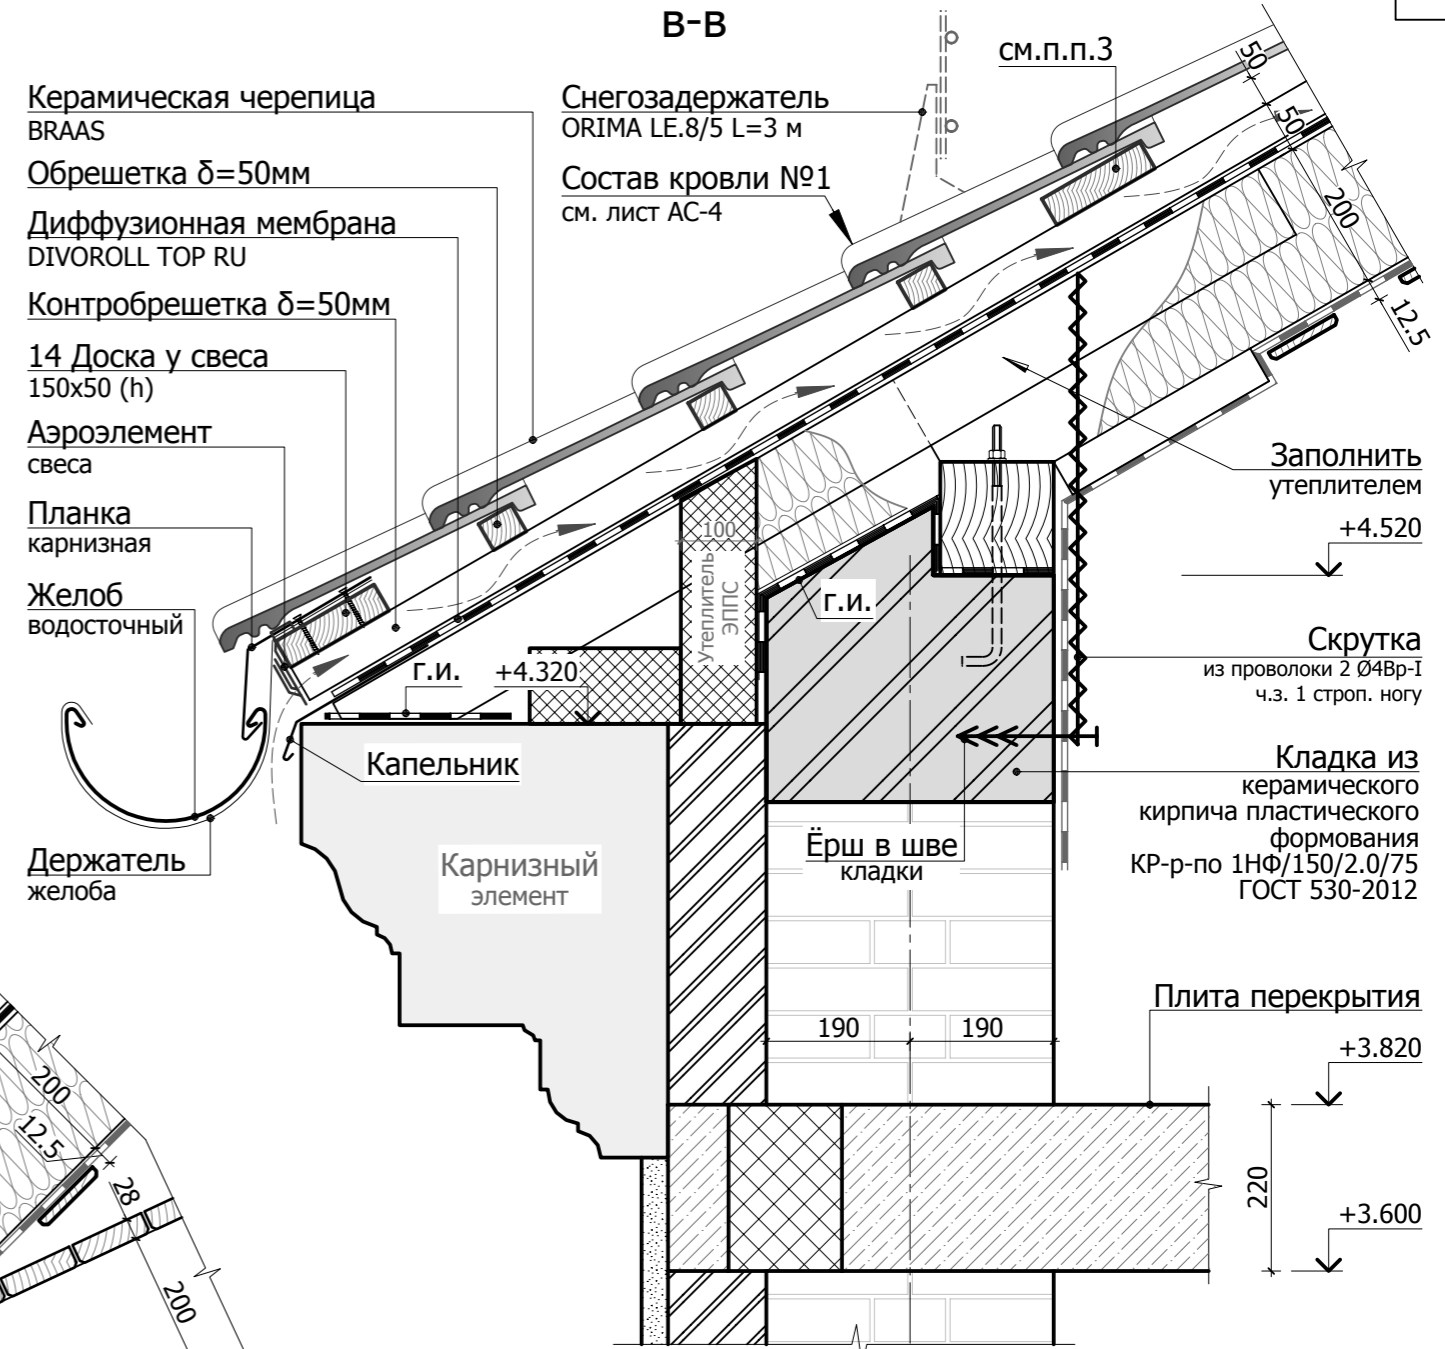 в-в
Керамическая черепица
BRAAS
Обрешетка δ=50мм
Диффузионная мембрана
DIVOROLL TOP RU
Контробрешетка δ=50мм
14 Доска у свеса
150х50 (h)
Аэроэлемент
свеса
Планка
карнизная
Желоб
водосточный
Держатель
желоба
Снегозадержатель
ORIMA LE.8/5 L=3 м
Состав кровли №1
см. лист АС-4
см.п.п.3
50
50
200
12.5
Заполнить
утеплителем
+4.520
Скрутка
из проволоки 2 Ø4Вр-I
ч.з. 1 строп. ногу
Кладка из
керамического
кирпича пластического
формования
КР-р-по 1НФ/150/2.0/75
ГОСТ 530-2012
100
Утеплитель
ЭППС
г.и.
г.и.
+4.320
Капельник
Карнизный
элемент
Ёрш в шве
кладки
190
190
Плита перекрытия
+3.820
220
+3.600
200
12.5
28
200